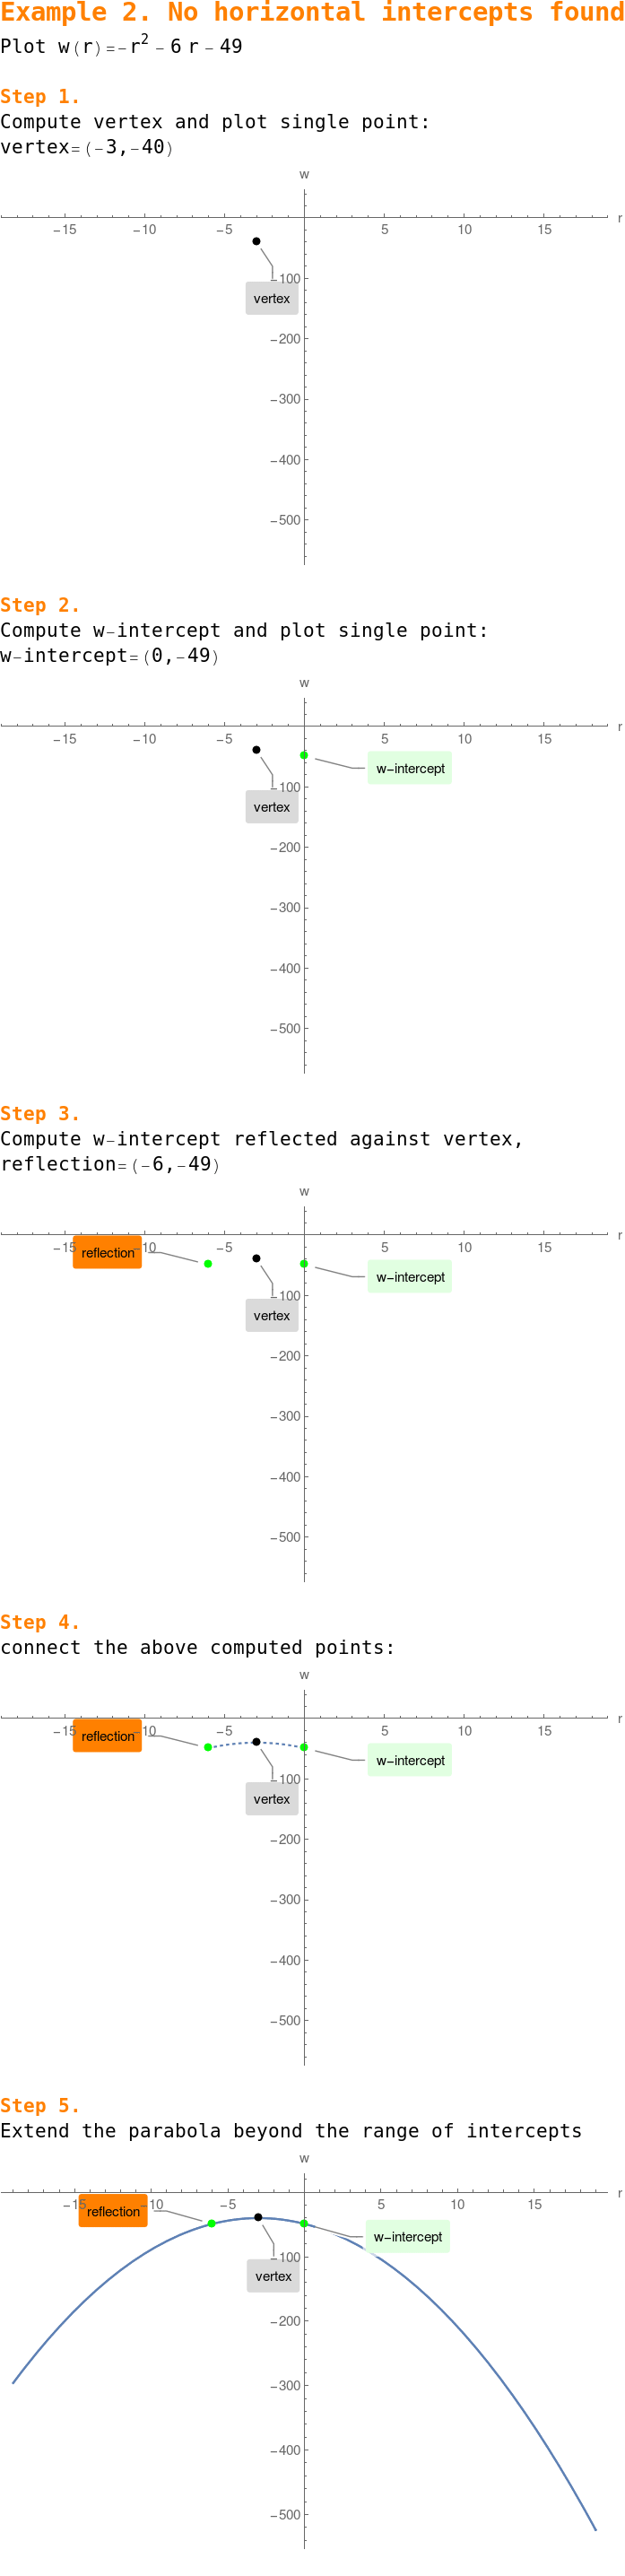 Example 2. No horizontal intercepts found
Plot w(r)=-r² - 6 r - 49
Step 1.
Compute vertex and plot single point:
vertex=(-3,-40)
w
r
-15 -10 -5 5 10 15
-100
vertex
-200
-300
-400
-500
Step 2.
Compute w-intercept and plot single point:
w-intercept=(0,-49)
w
r
-15 -10 -5 5 10 15
w-intercept
-100
vertex
-200
-300
-400
-500
Step 3.
Compute w-intercept reflected against vertex,
reflection=(-6,-49)
w
r
-15 -10 -5 5 10 15
reflection
w-intercept
-100
vertex
-200
-300
-400
-500
Step 4.
connect the above computed points:
w
r
-15 -10 -5 5 10 15
reflection
w-intercept
-100
vertex
-200
-300
-400
-500
Step 5.
Extend the parabola beyond the range of intercepts
w
r
-15 -10 -5 5 10 15
reflection
w-intercept
-100
vertex
-200
-300
-400
-500